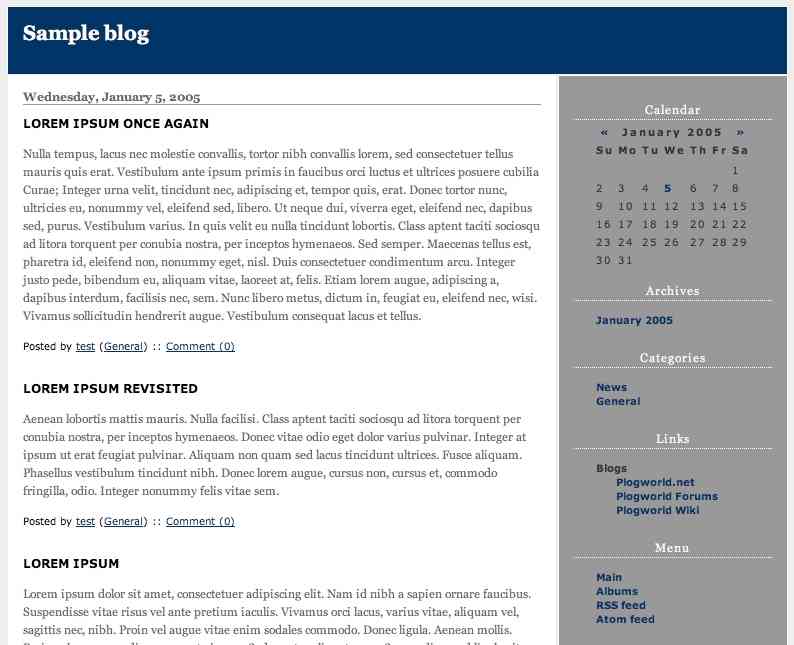 Sample blog
Wednesday, January 5, 2005
LOREM IPSUM ONCE AGAIN
Nulla tempus, lacus nec molestie convallis, tortor nibh convallis lorem, sed consectetuer tellus
mauris quis erat. Vestibulum ante ipsum primis in faucibus orci luctus et ultrices posuere cubilia
Curae; Integer urna velit, tincidunt nec, adipiscing et, tempor quis, erat. Donec tortor nunc,
ultricies eu, nonummy vel, eleifend sed, libero. Ut neque dui, viverra eget, eleifend nec, dapibus
sed, purus. Vestibulum varius. In quis velit eu nulla tincidunt lobortis. Class aptent taciti sociosqu
ad litora torquent per conubia nostra, per inceptos hymenaeos. Sed semper. Maecenas tellus est,
pharetra id, eleifend non, nonummy eget, nisl. Duis consectetuer condimentum arcu. Integer
justo pede, bibendum eu, aliquam vitae, laoreet at, felis. Etiam lorem augue, adipiscing a,
dapibus interdum, facilisis nec, sem. Nunc libero metus, dictum in, feugiat eu, eleifend nec, wisi.
Vivamus sollicitudin hendrerit augue. Vestibulum consequat lacus et tellus.
Posted by test (General) :: Comment (0)
LOREM IPSUM REVISITED
Aenean lobortis mattis mauris. Nulla facilisi. Class aptent taciti sociosqu ad litora torquent per
conubia nostra, per inceptos hymenaeos. Donec vitae odio eget dolor varius pulvinar. Integer at
ipsum ut erat feugiat pulvinar. Aliquam non quam sed lacus tincidunt ultrices. Fusce aliquam.
Phasellus vestibulum tincidunt nibh. Donec lorem augue, cursus non, cursus et, commodo
fringilla, odio. Integer nonummy felis vitae sem.
Posted by test (General) :: Comment (0)
LOREM IPSUM
Lorem ipsum dolor sit amet, consectetuer adipiscing elit. Nam id nibh a sapien ornare faucibus.
Suspendisse vitae risus vel ante pretium iaculis. Vivamus orci lacus, varius vitae, aliquam vel,
sagittis nec, nibh. Proin vel augue vitae enim sodales commodo. Donec ligula. Aenean mollis.
Calendar
« January 2005 »
Su Mo Tu We Th Fr Sa
1
2 3 4 5 6 7 8
9 10 11 12 13 14 15
16 17 18 19 20 21 22
23 24 25 26 27 28 29
30 31
Archives
January 2005
Categories
News
General
Links
Blogs
Plogworld.net
Plogworld Forums
Plogworld Wiki
Menu
Main
Albums
RSS feed
Atom feed